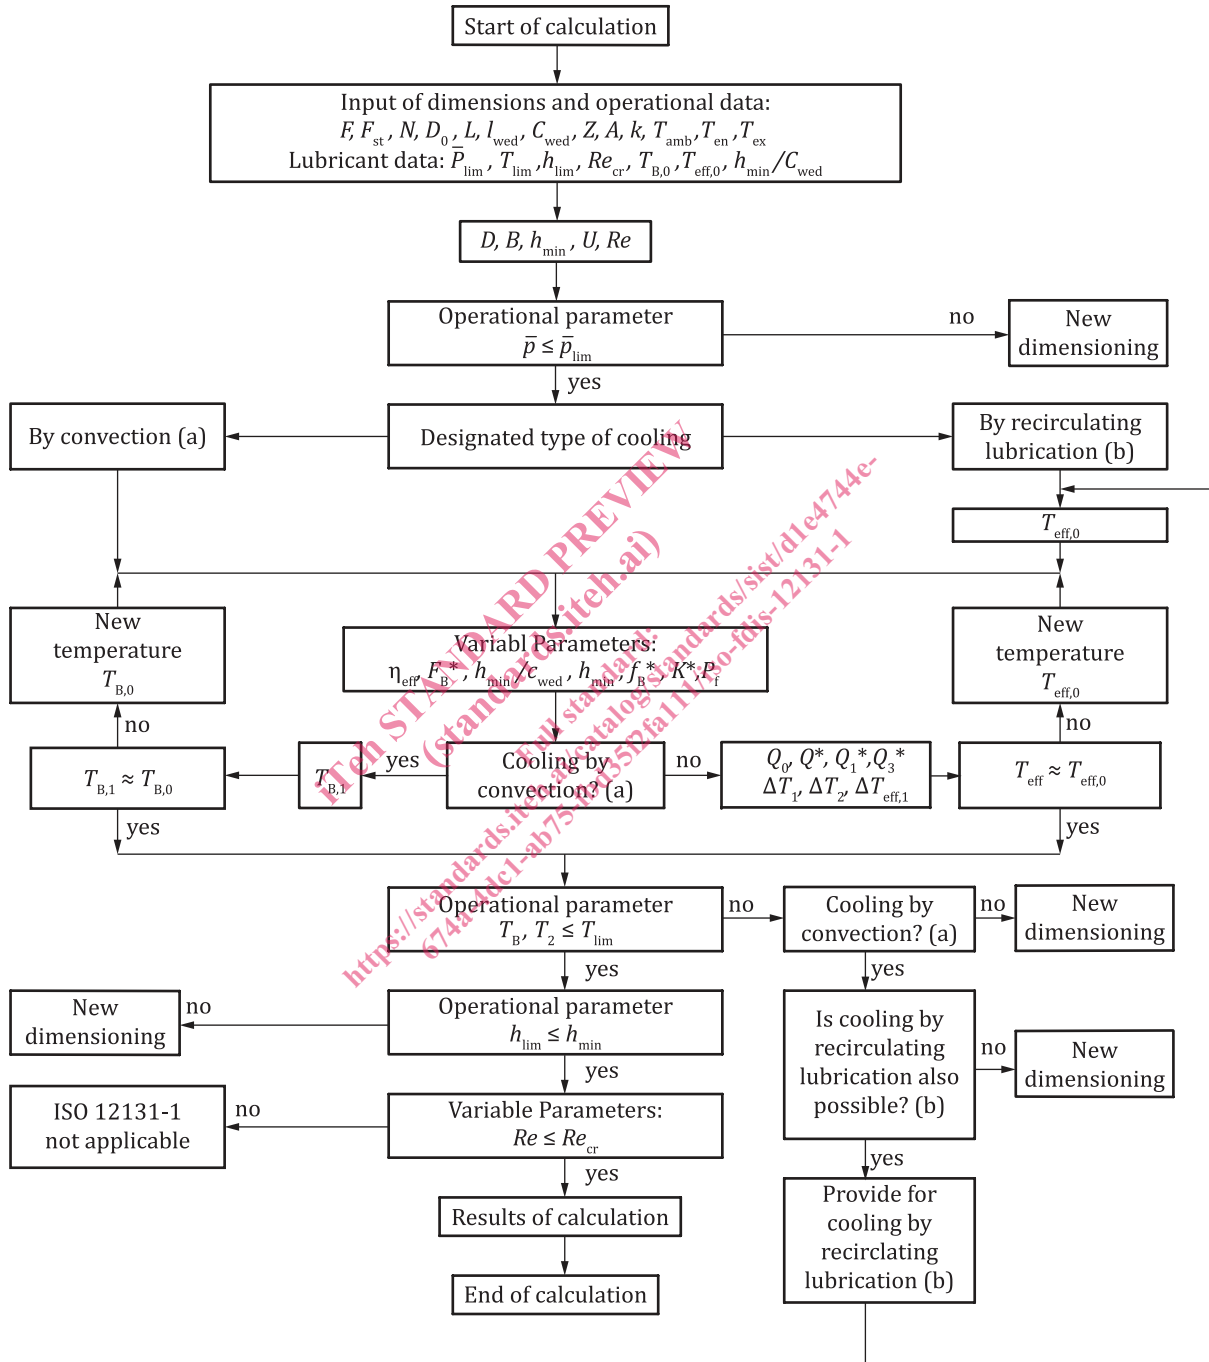 Start of calculation
Input of dimensions and operational data:
F, F_st, N, D_0, L, l_wed, C_wed, Z, A, k, T_amb, T_en, T_ex
Lubricant data: P̅_lim, T_lim, h_lim, Re_cr, T_B,0, T_eff,0, h_min/C_wed
D, B, h_min, U, Re
Operational parameter
p̅ ≤ p̅_lim
no
New
dimensioning
yes
By convection (a)
Designated type of cooling
By recirculating
lubrication (b)
T_eff,0
New
temperature
T_B,0
Variabl Parameters:
η_eff, F_B*, h_min/c_wed, h_min, f_B*, K*, P_f
New
temperature
T_eff,0
no
no
T_B,1 ≈ T_B,0
T_B,1
yes
Cooling by
convection? (a)
no
Q_0, Q*, Q_1*, Q_3*
ΔT_1, ΔT_2, ΔT_eff,1
T_eff ≈ T_eff,0
yes
yes
Operational parameter
T_B, T_2 ≤ T_lim
no
Cooling by
convection? (a)
no
New
dimensioning
yes
yes
New
dimensioning
no
Operational parameter
h_lim ≤ h_min
Is cooling by
recirculating
lubrication also
possible? (b)
no
New
dimensioning
yes
ISO 12131-1
not applicable
no
Variable Parameters:
Re ≤ Re_cr
yes
yes
Results of calculation
Provide for
cooling by
recirclating
lubrication (b)
End of calculation
iTeh STANDARD PREVIEW
(standards.iteh.ai)
Full standard: